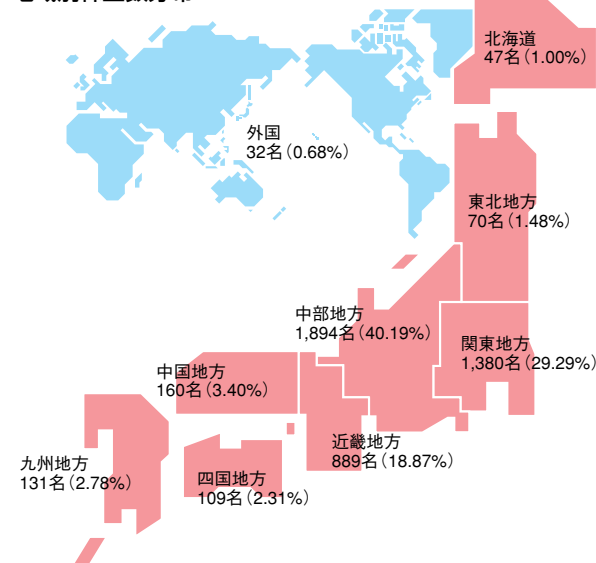 北海道
47名(1.00%)
外国
32名(0.68%)
東北地方
70名(1.48%)
中部地方
1,894名(40.19%)
関東地方
1,380名(29.29%)
中国地方
160名(3.40%)
近畿地方
889名(18.87%)
九州地方
131名(2.78%)
四国地方
109名(2.31%)